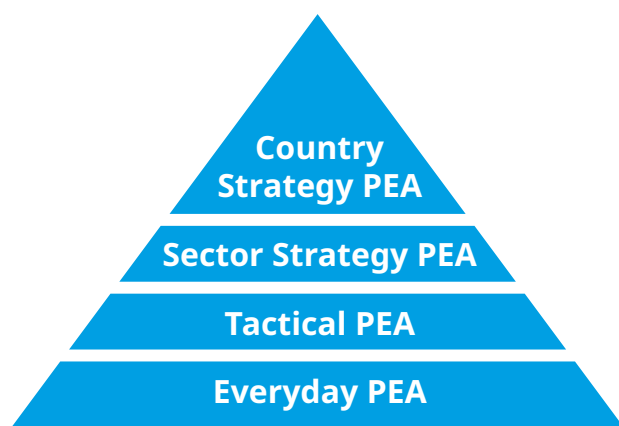 Country
Strategy PEA
Sector Strategy PEA
Tactical PEA
Everyday PEA